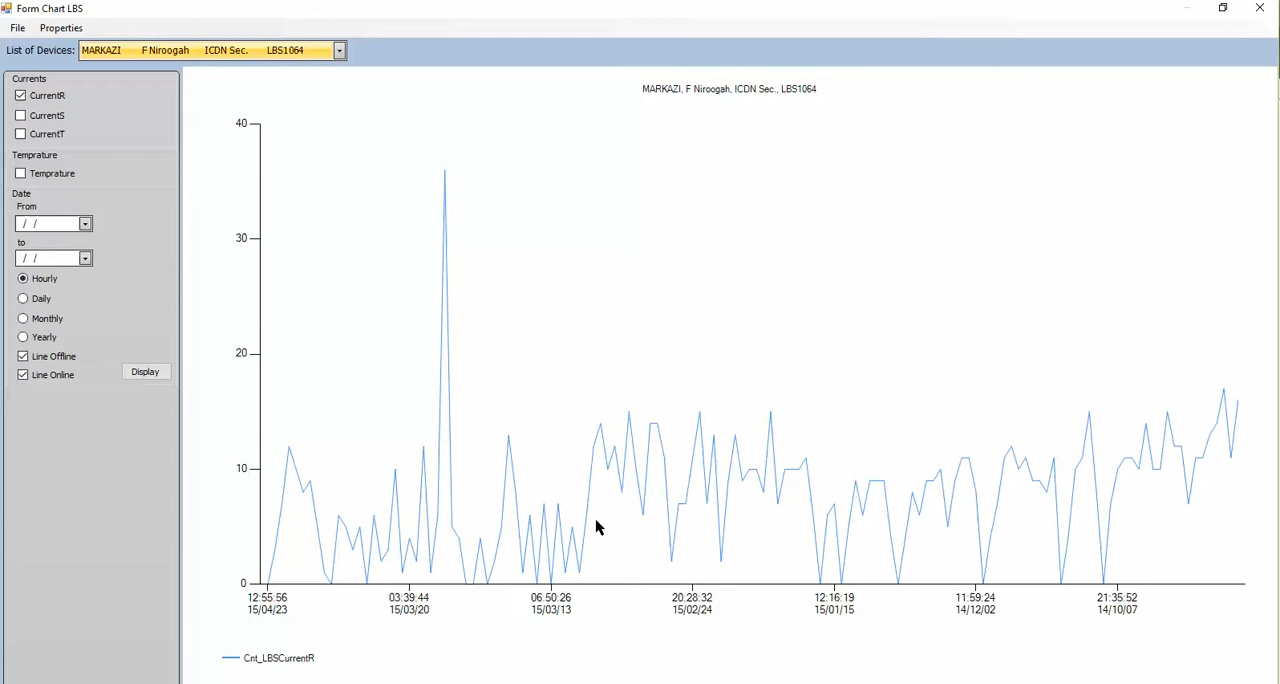 Form Chart LBS
File Properties
List of Devices: MARKAZI F Niroogah ICDN Sec. LBS1064
Currents
CurrentR
CurrentS
CurrentT
Temprature
Temprature
Date
From
/ /
to
/ /
Hourly
Daily
Monthly
Yearly
Line Offline
Line Online
Display
MARKAZI, F Niroogah, ICDN Sec., LBS1064
40
30
20
10
0
12:55:56 03:39:44 06:50:26 20:28:32 12:16:19 11:59:24 21:35:52
15/04/23 15/03/20 15/03/13 15/02/24 15/01/15 14/12/02 14/10/07
Cnt_LBSCurrentR